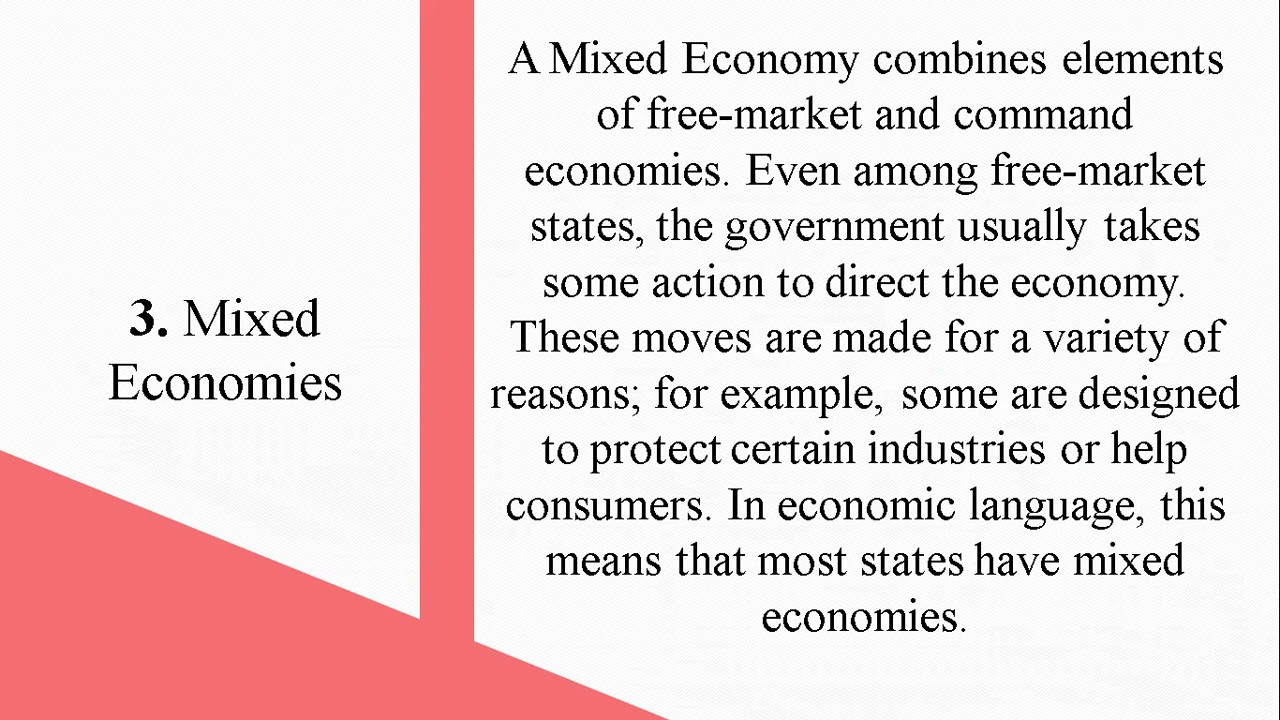 3. Mixed
Economies
A Mixed Economy combines elements
of free-market and command
economies. Even among free-market
states, the government usually takes
some action to direct the economy.
These moves are made for a variety of
reasons; for example, some are designed
to protect certain industries or help
consumers. In economic language, this
means that most states have mixed
economies.